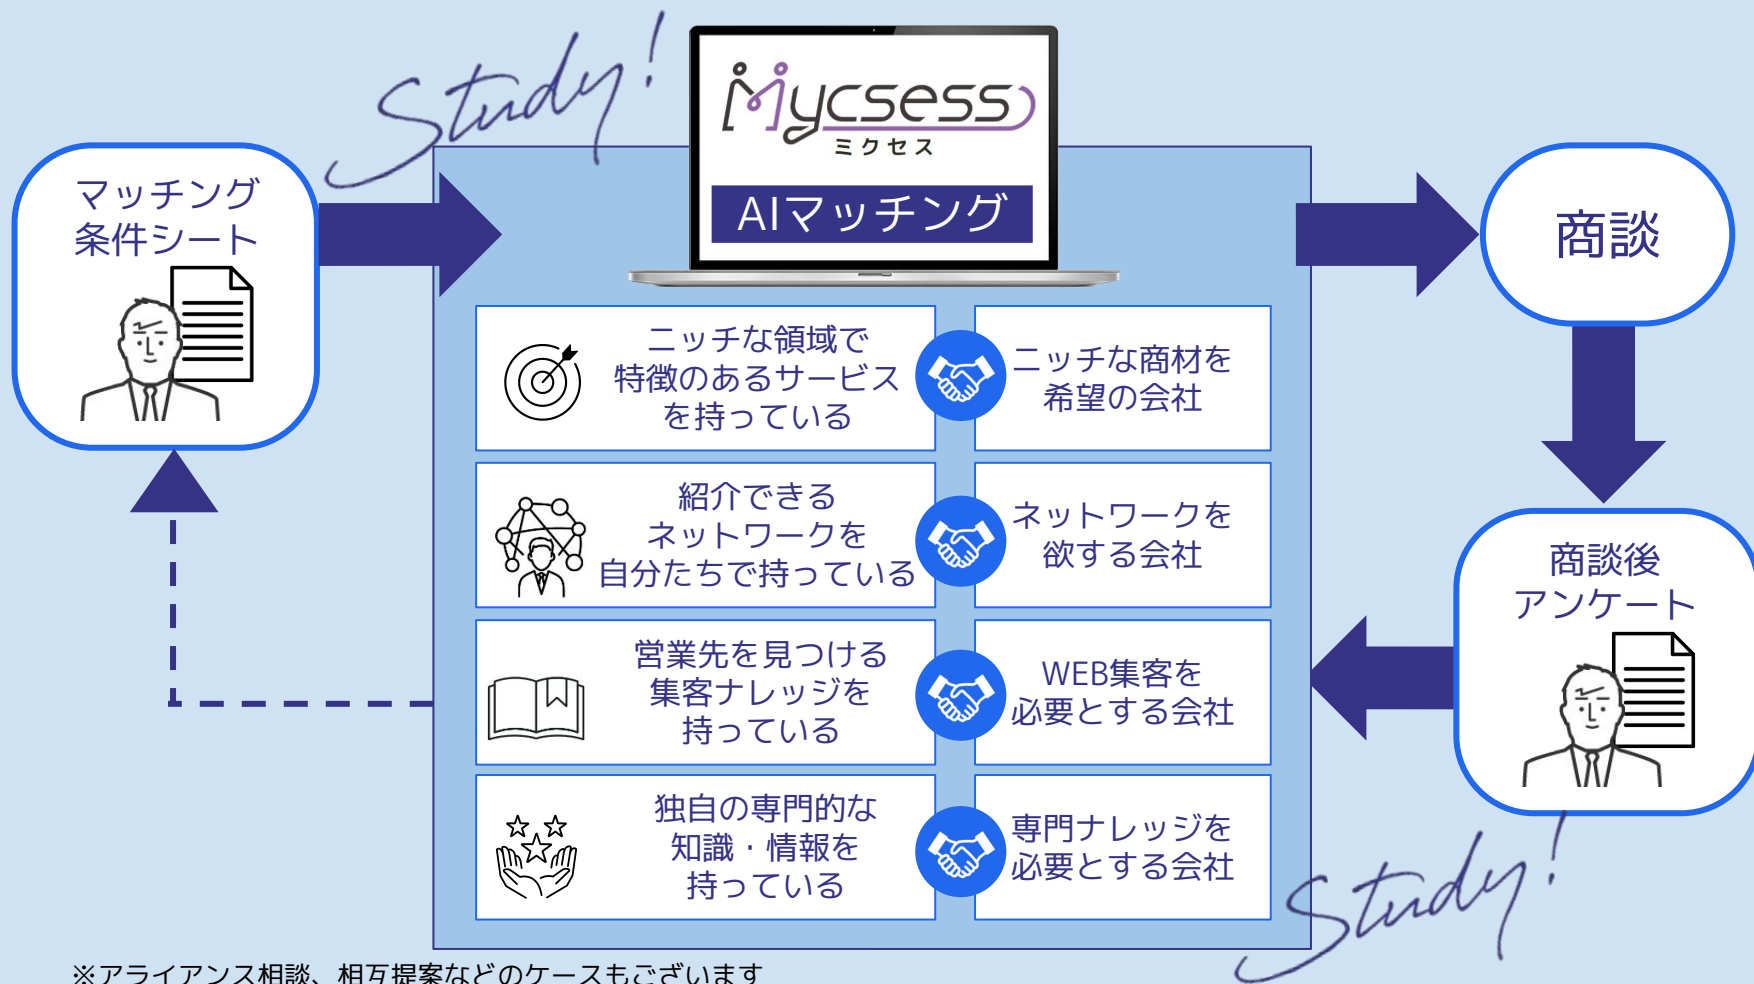 Study!
Mycsess
ミクセス
AIマッチング
マッチング
条件シート
商談
ニッチな領域で
特徴のあるサービス
を持っている
ニッチな商材を
希望の会社
紹介できる
ネットワークを
自分たちで持っている
ネットワークを
欲する会社
営業先を見つける
集客ナレッジを
持っている
WEB集客を
必要とする会社
独自の専門的な
知識・情報を
持っている
専門ナレッジを
必要とする会社
商談後
アンケート
Study!
※アライアンス相談、相互提案などのケースもございます